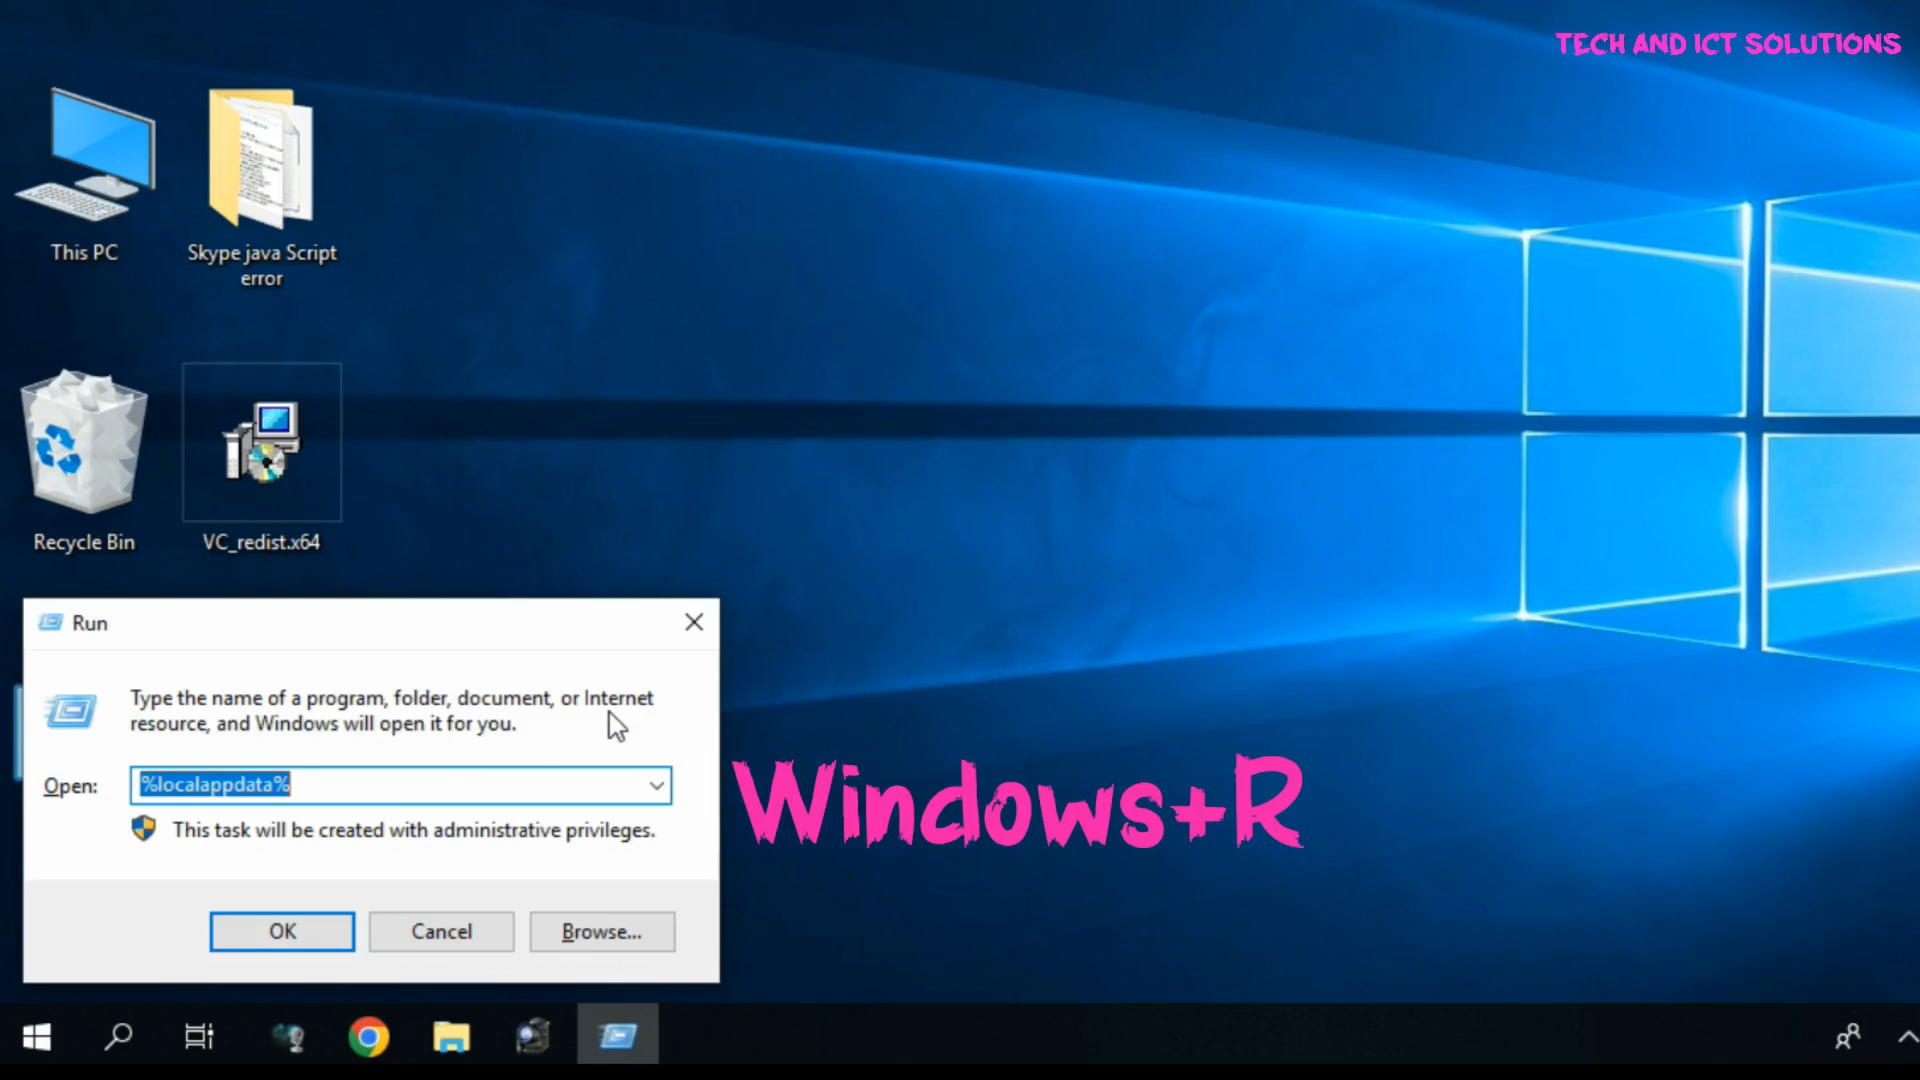 TECH AND ICT SOLUTIONS
This PC
Skype java Script
error
Recycle Bin
VC_redist.x64
Run
Type the name of a program, folder, document, or Internet
resource, and Windows will open it for you.
Open:
%localappdata%
This task will be created with administrative privileges.
Windows+R
OK
Cancel
Browse...